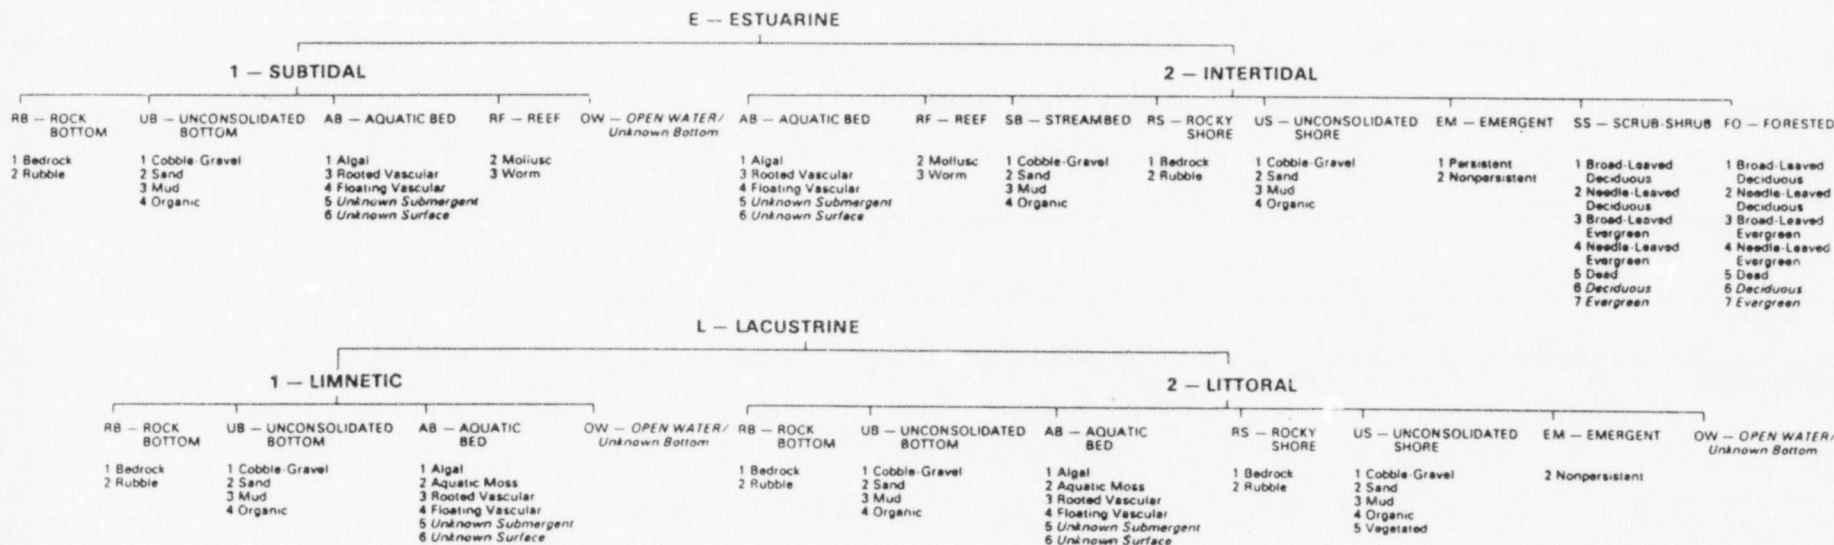 E — ESTUARINE
1 — SUBTIDAL
2 — INTERTIDAL
RB — ROCK
BOTTOM
1 Bedrock
2 Rubble
UB — UNCONSOLIDATED
BOTTOM
1 Cobble-Gravel
2 Sand
3 Mud
4 Organic
AB — AQUATIC BED
1 Algal
3 Rooted Vascular
4 Floating Vascular
5 Unknown Submergent
6 Unknown Surface
RF — REEF
2 Mollusc
3 Worm
OW — OPEN WATER/
Unknown Bottom
AB — AQUATIC BED
1 Algal
3 Rooted Vascular
4 Floating Vascular
5 Unknown Submergent
6 Unknown Surface
RF — REEF
2 Mollusc
3 Worm
SB — STREAMBED
1 Cobble-Gravel
2 Sand
3 Mud
4 Organic
RS — ROCKY
SHORE
1 Bedrock
2 Rubble
US — UNCONSOLIDATED
SHORE
1 Cobble-Gravel
2 Sand
3 Mud
4 Organic
EM — EMERGENT
1 Persistent
2 Nonpersistent
SS — SCRUB-SHRUB
1 Broad-Leaved
Deciduous
2 Needle-Leaved
Deciduous
3 Broad-Leaved
Evergreen
4 Needle-Leaved
Evergreen
5 Dead
6 Deciduous
7 Evergreen
FO — FORESTED
1 Broad-Leaved
Deciduous
2 Needle-Leaved
Deciduous
3 Broad-Leaved
Evergreen
4 Needle-Leaved
Evergreen
5 Dead
6 Deciduous
7 Evergreen
L — LACUSTRINE
1 — LIMNETIC
2 — LITTORAL
RB — ROCK
BOTTOM
1 Bedrock
2 Rubble
UB — UNCONSOLIDATED
BOTTOM
1 Cobble-Gravel
2 Sand
3 Mud
4 Organic
AB — AQUATIC
BED
1 Algal
2 Aquatic Moss
3 Rooted Vascular
4 Floating Vascular
5 Unknown Submergent
6 Unknown Surface
OW — OPEN WATER/
Unknown Bottom
RB — ROCK
BOTTOM
1 Bedrock
2 Rubble
UB — UNCONSOLIDATED
BOTTOM
1 Cobble-Gravel
2 Sand
3 Mud
4 Organic
AB — AQUATIC
BED
1 Algal
2 Aquatic Moss
3 Rooted Vascular
4 Floating Vascular
5 Unknown Submergent
6 Unknown Surface
RS — ROCKY
SHORE
1 Bedrock
2 Rubble
US — UNCONSOLIDATED
SHORE
1 Cobble-Gravel
2 Sand
3 Mud
4 Organic
5 Vegetated
EM — EMERGENT
2 Nonpersistent
OW — OPEN WATER/
Unknown Bottom